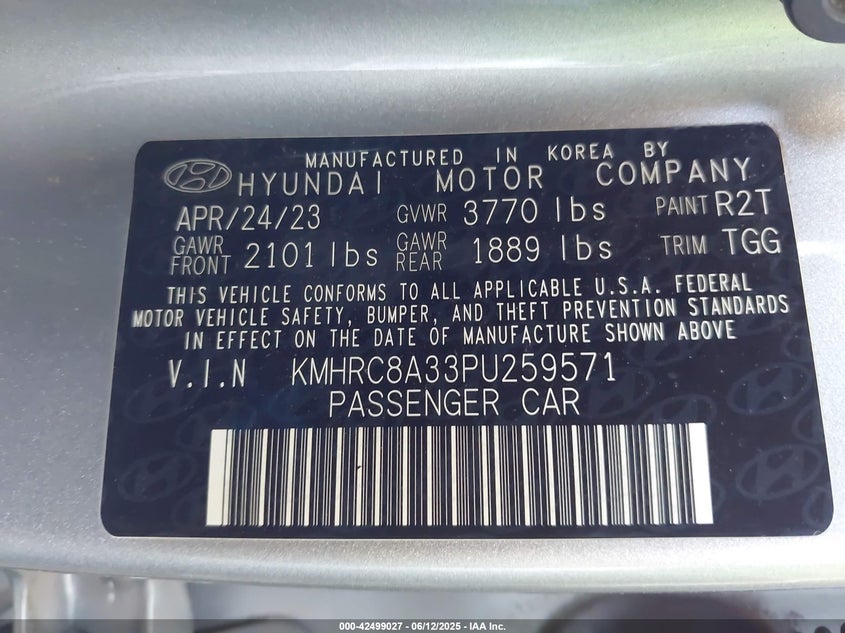 MANUFACTURED IN KOREA BY
HYUNDAI MOTOR COMPANY
APR/24/23 GVWR 3770 lbs PAINT R2T
GAWR FRONT 2101 lbs GAWR REAR 1889 lbs TRIM TGG
THIS VEHICLE CONFORMS TO ALL APPLICABLE U.S.A. FEDERAL
MOTOR VEHICLE SAFETY, BUMPER, AND THEFT PREVENTION STANDARDS
IN EFFECT ON THE DATE OF MANUFACTURE SHOWN ABOVE
V.I.N KMHRC8A33PU259571
PASSENGER CAR
000-42499027 - 06/12/2025 - IAA Inc.